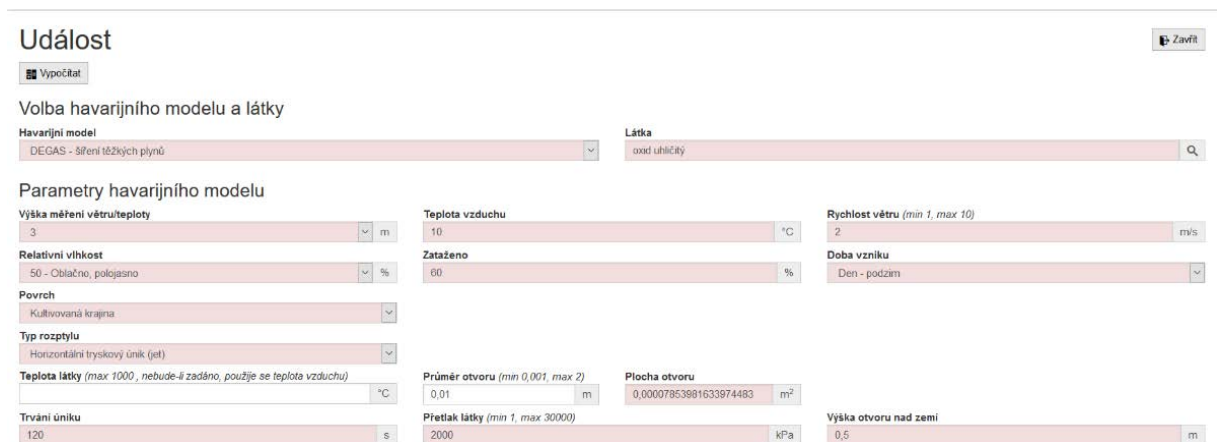 Událost
Zavřít
Vypočítat
Volba havarijního modelu a látky
Havarijní model Látka
DEGAS - šíření těžkých plynů oxid uhličitý
Parametry havarijního modelu
Výška měření větru/teploty Teplota vzduchu Rychlost větru (min 1, max 10)
3 m 10 °C 2 m/s
Relativní vlhkost Zataženo Doba vzniku
50 - Oblačno, polojasno % 60 % Den - podzim
Povrch
Kultivovaná krajina
Typ rozptylu
Horizontální tryskový únik (jet)
Teplota látky (max 1000 , nebude-li zadáno, použije se teplota vzduchu) Průměr otvoru (min 0,001, max 2) Plocha otvoru
°C 0,01 m 0,00007853981633974483 m²
Trvání úniku Přetlak látky (min 1, max 30000) Výška otvoru nad zemí
120 s 2000 kPa 0,5 m